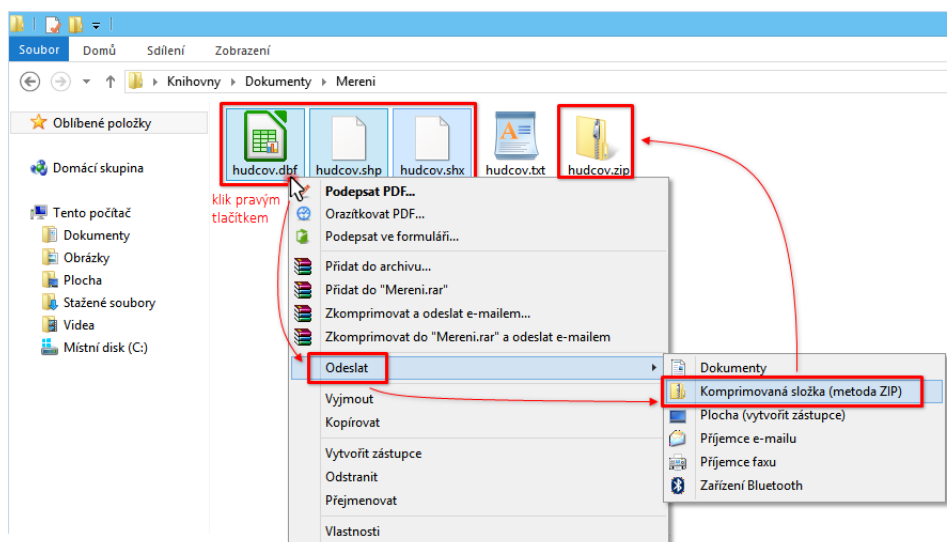 Soubor Domů Sdílení Zobrazení
Knihovny Dokumenty Mereni
Oblíbené položky
Domácí skupina
Tento počítač
Dokumenty
Obrázky
Plocha
Stažené soubory
Videa
Místní disk (C:)
hudcov.dbf hudcov.shp hudcov.shx hudcov.txt hudcov.zip
klik pravým
tlačítkem
Podepsat PDF...
Orazítkovat PDF...
Podepsat ve formuláři...
Přidat do archivu...
Přidat do "Mereni.rar"
Zkomprimovat a odeslat e-mailem...
Zkomprimovat do "Mereni.rar" a odeslat e-mailem
Odeslat
Vyjmout
Kopírovat
Vytvořit zástupce
Odstranit
Přejmenovat
Vlastnosti
Dokumenty
Komprimovaná složka (metoda ZIP)
Plocha (vytvořit zástupce)
Příjemce e-mailu
Příjemce faxu
Zařízení Bluetooth